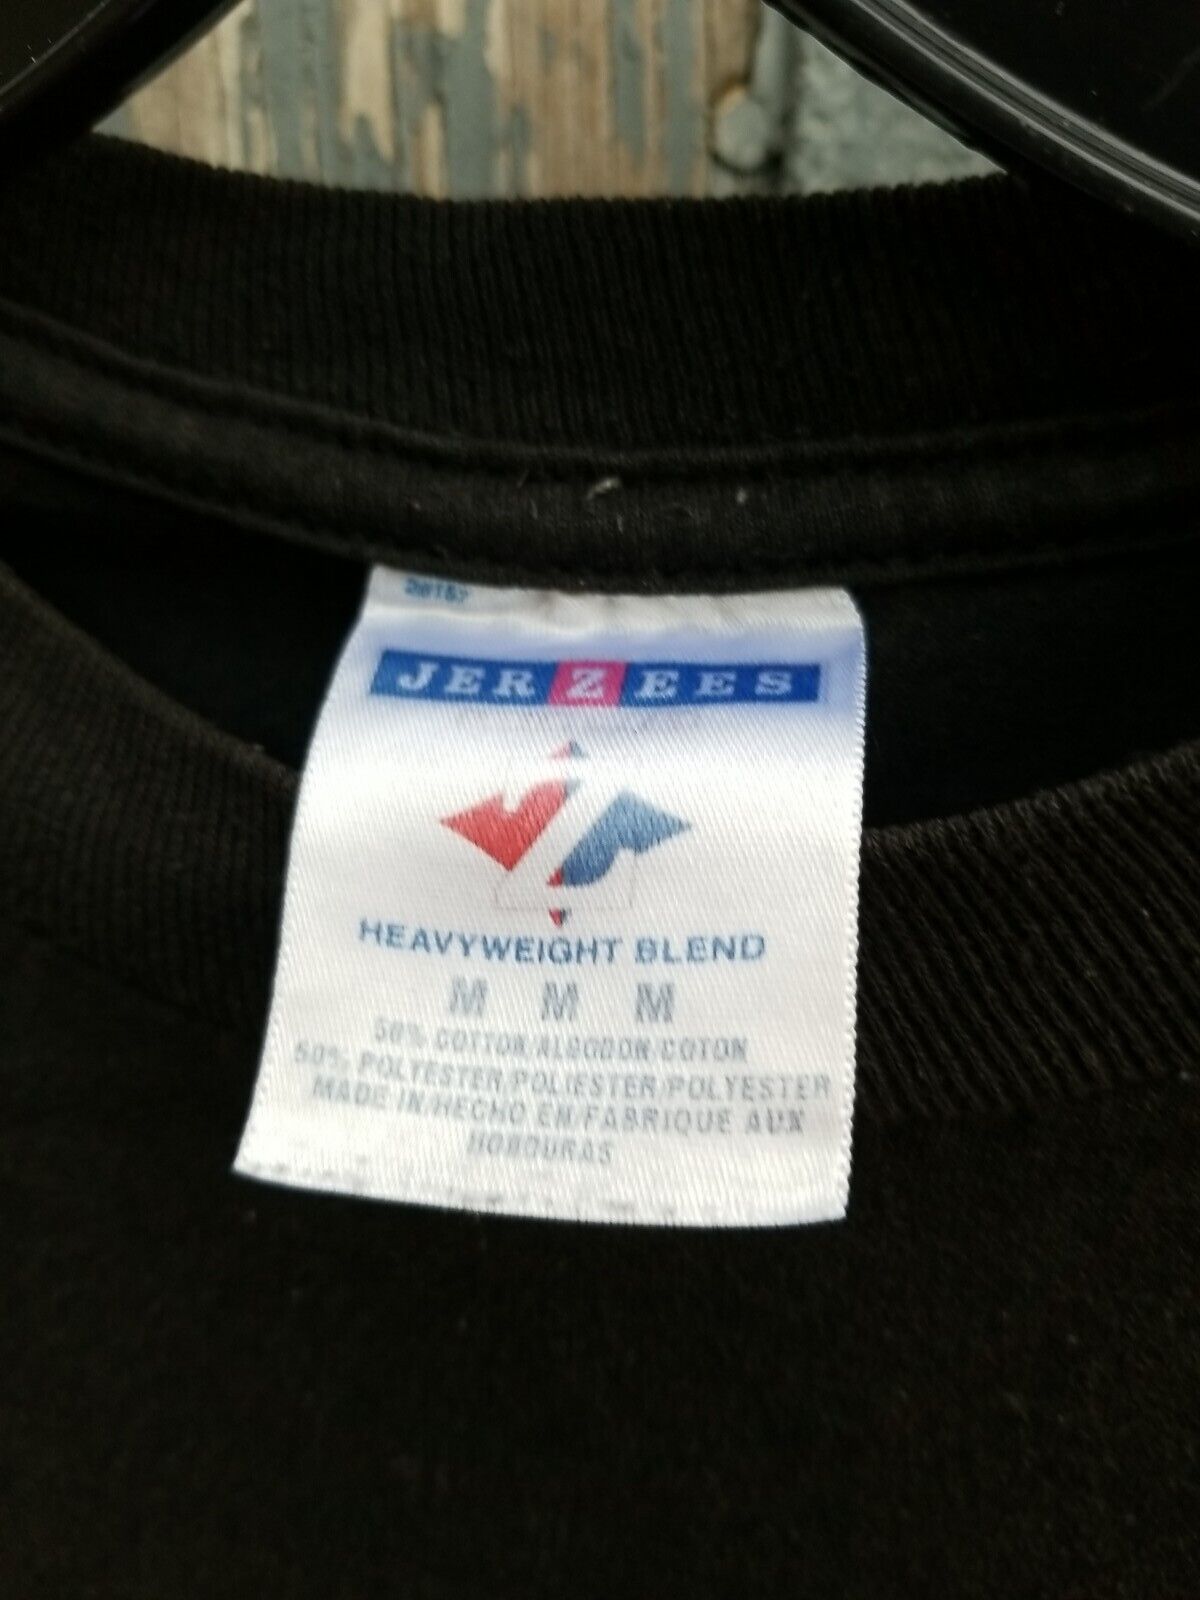 JERZEES
HEAVYWEIGHT BLEND
M M M
50% COTTON/ALGODON/COTON
50% POLYESTER/POLIESTER/POLYESTER
MADE IN/HECHO EN/FABRIQUE AUX
HONDURAS